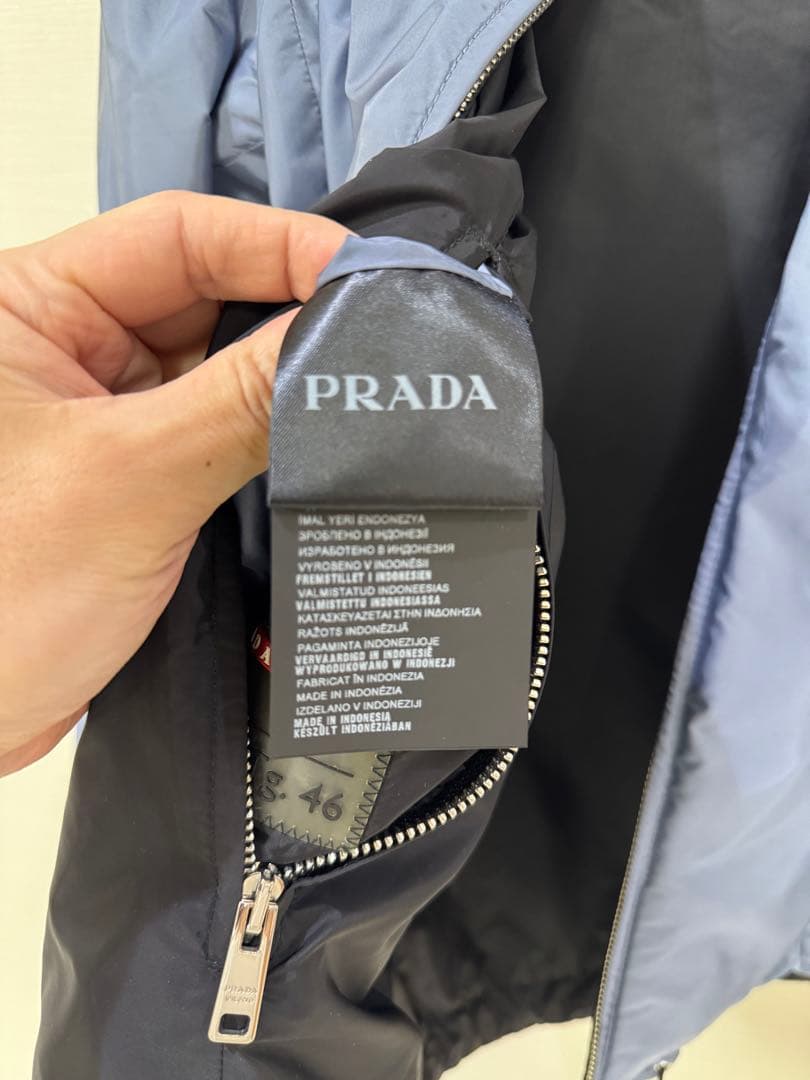 PRADA
İMAL YERİ ENDONEZYA
ЗРОБЛЕНО В ІНДОНЕЗІЇ
ИЗРАБОТЕНО В ИНДОНЕЗИЯ
VYROBENO V INDONÉSII
FREMSTILLET I INDONESIEN
VALMISTATUD INDONEESIAS
VALMISTETTU INDONESIASSA
ΚΑΤΑΣΚΕΥΑΖΕΤΑΙ ΣΤΗΝ ΙΝΔΟΝΗΣΙΑ
RAŽOTS INDONĒZIJĀ
PAGAMINTA INDONEZIJOJE
VERVAARDIGD IN INDONESIË
WYPRODUKOWANO W INDONEZJI
FABRICAT ÎN INDONEZIA
MADE IN INDONÉZIA
IZDELANO V INDONEZIJI
MADE IN INDONESIA
KÉSZÜLT INDONÉZIÁBAN
46
PRADA